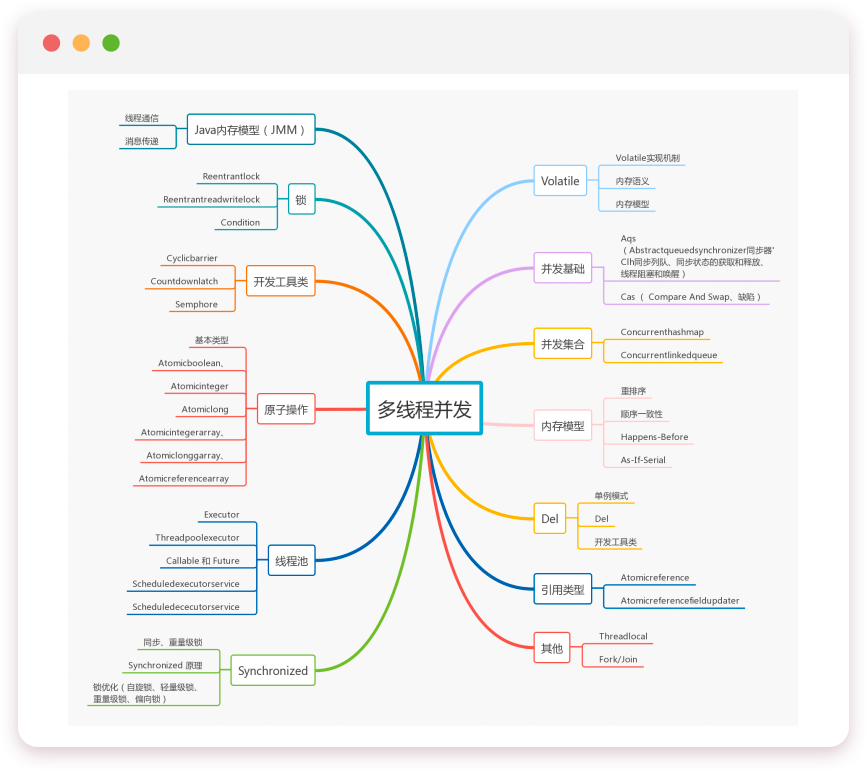 多线程并发
Java内存模型（JMM）
线程通信
消息传递
锁
Reentrantlock
Reentrantreadwritelock
Condition
开发工具类
Cyclicbarrier
Countdownlatch
Semphore
原子操作
基本类型
Atomicboolean、
Atomicinteger
Atomiclong
Atomicintegerarray、
Atomiclonggarray、
Atomicreferencearray
线程池
Executor
Threadpoolexecutor
Callable 和 Future
Scheduledexecutorservice
Scheduledececutorservice
Synchronized
同步、重量级锁
Synchronized 原理
锁优化（自旋锁、轻量级锁、
重量级锁、偏向锁）
Volatile
Volatile实现机制
内存语义
内存模型
并发基础
Aqs
（Abstractqueuedsynchronizer同步器'
Clh同步列队、同步状态的获取和释放、
线程阻塞和唤醒）
Cas（ Compare And Swap、缺陷）
并发集合
Concurrenthashmap
Concurrentlinkedqueue
内存模型
重排序
顺序一致性
Happens-Before
As-If-Serial
Del
单例模式
Del
开发工具类
引用类型
Atomicreference
Atomicreferencefieldupdater
其他
Threadlocal
Fork/Join